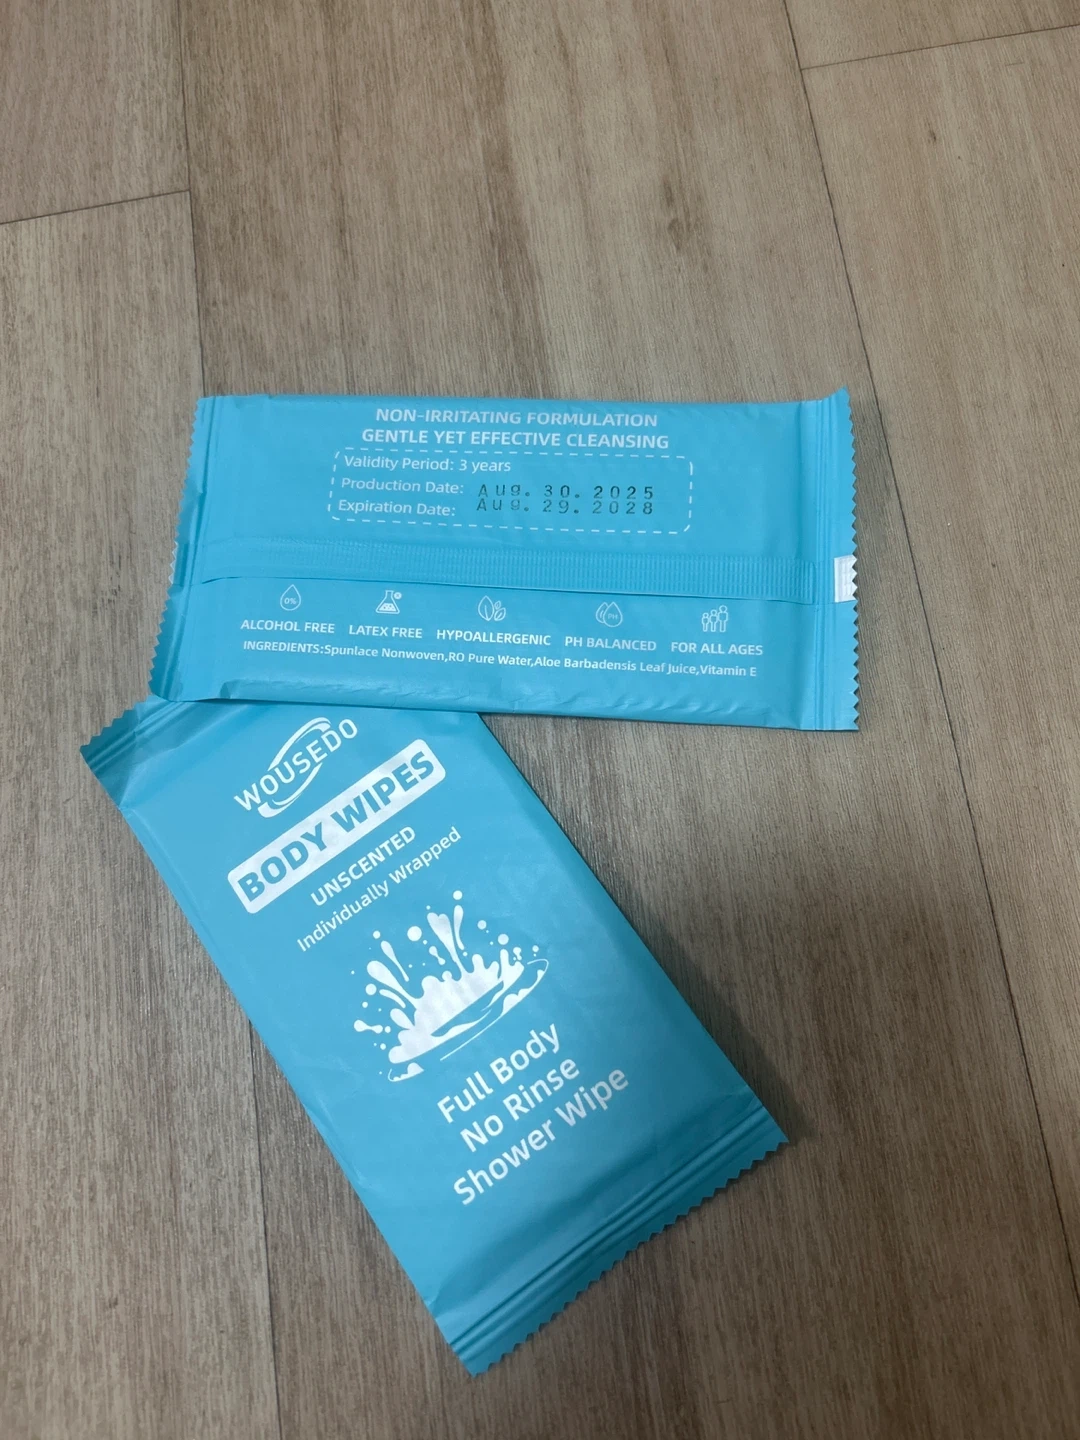 NON-IRRITATING FORMULATION
GENTLE YET EFFECTIVE CLEANSING
Validity Period: 3 years
Production Date: Aug. 30. 2025
Expiration Date: Aug. 29. 2028
0%
PH
ALCOHOL FREE LATEX FREE HYPOALLERGENIC PH BALANCED FOR ALL AGES
INGREDIENTS:Spunlace Nonwoven,RO Pure Water,Aloe Barbadensis Leaf Juice,Vitamin E
WOUSEDO
BODY WIPES
UNSCENTED
Individually Wrapped
Full Body
No Rinse
Shower Wipe